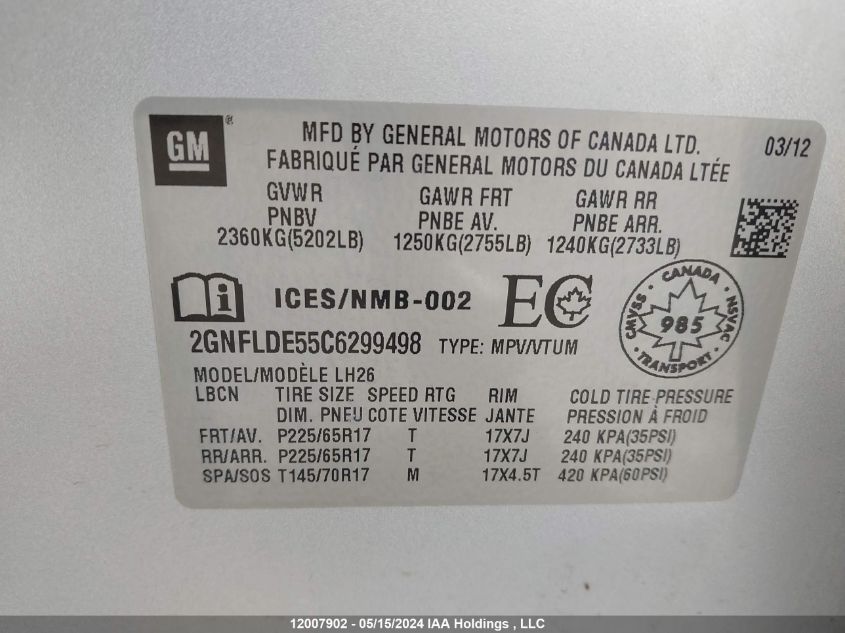 GM®
MFD BY GENERAL MOTORS OF CANADA LTD. 03/12
FABRIQUÉ PAR GENERAL MOTORS DU CANADA LTÉE
GVWR GAWR FRT GAWR RR
PNBV PNBE AV. PNBE ARR.
2360KG(5202LB) 1250KG(2755LB) 1240KG(2733LB)
i ICES/NMB-002 EC
CANADA
CMVSS 985 NSVAC
TRANSPORT
2GNFLDE55C6299498 TYPE: MPV/VTUM
MODEL/MODÈLE LH26
LBCN TIRE SIZE SPEED RTG RIM COLD TIRE PRESSURE
DIM. PNEU COTE VITESSE JANTE PRESSION À FROID
FRT/AV. P225/65R17 T 17X7J 240 KPA(35PSI)
RR/ARR. P225/65R17 T 17X7J 240 KPA(35PSI)
SPA/SOS T145/70R17 M 17X4.5T 420 KPA(60PSI)
12007902 - 05/15/2024 IAA Holdings , LLC